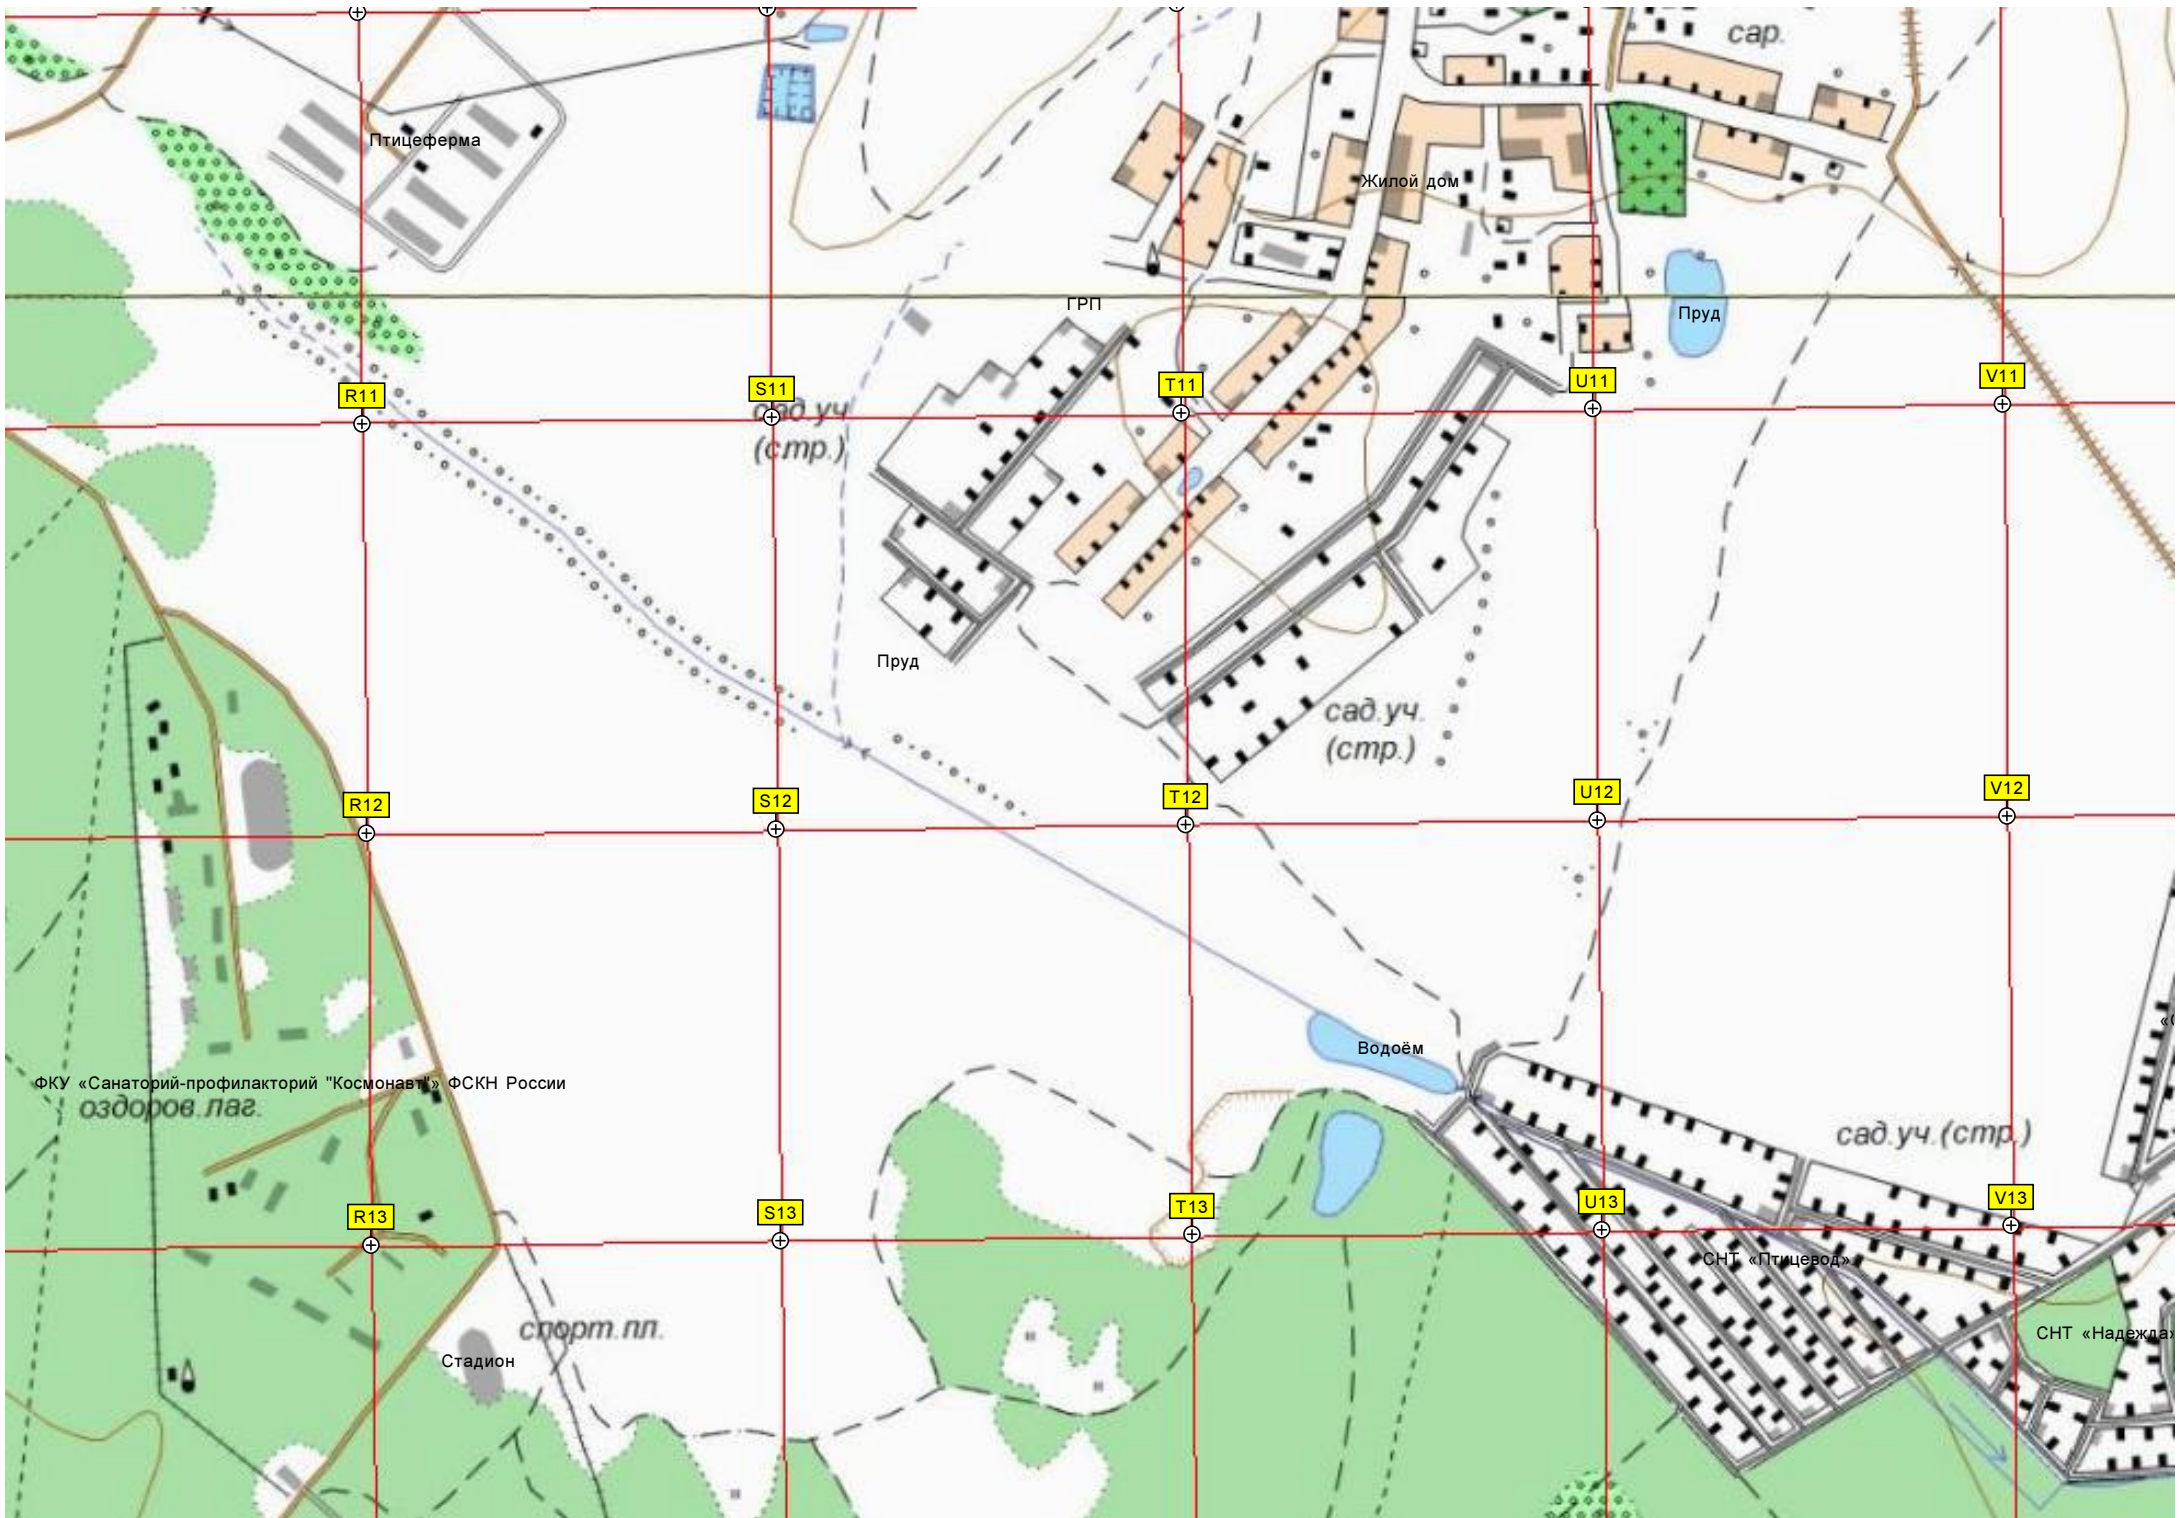 сар.
Птицеферма
Жилой дом
ГРП
Пруд
R11
S11
T11
U11
V11
сад.уч.
(стр.)
Пруд
сад.уч.
(стр.)
R12
S12
T12
U12
V12
Водоём
ФКУ «Санаторий-профилакторий "Космонавт"» ФСКН России
оздоров.лаг.
сад.уч.(стр.)
R13
S13
T13
U13
V13
СНТ «Птицевод»
спорт.пл.
Стадион
СНТ «Надежда»